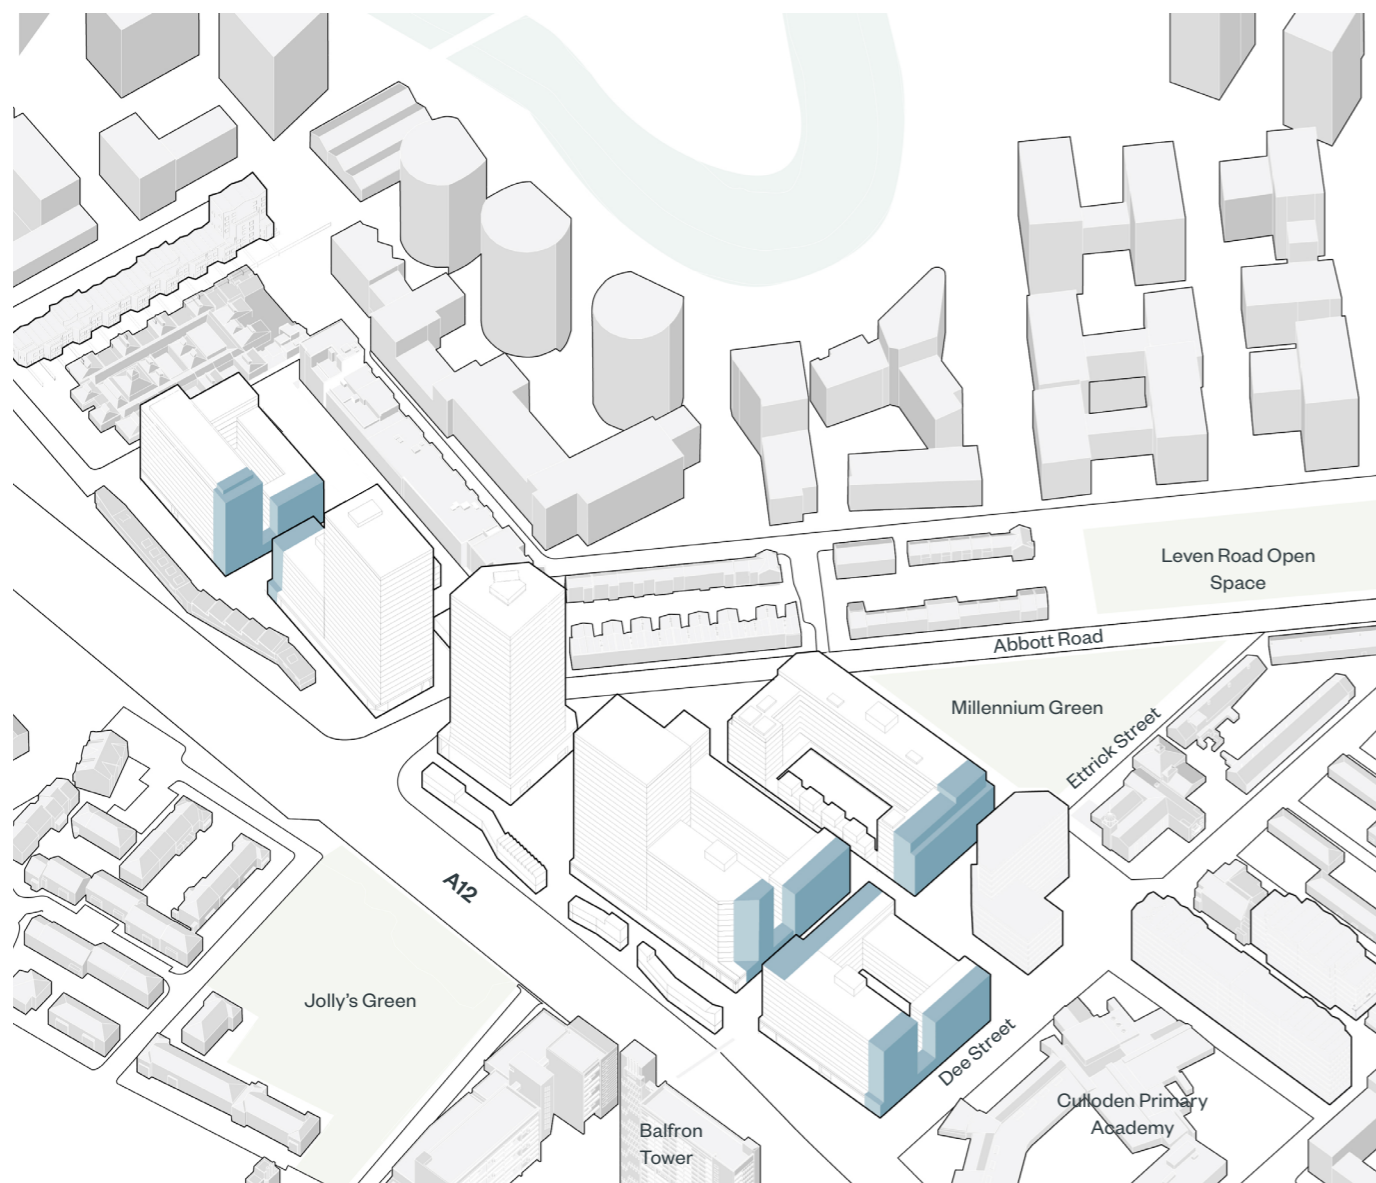 Leven Road Open
Space
Abbott Road
Millennium Green
Ettrick Street
A12
Jolly's Green
Dee Street
Culloden Primary
Academy
Balfron
Tower